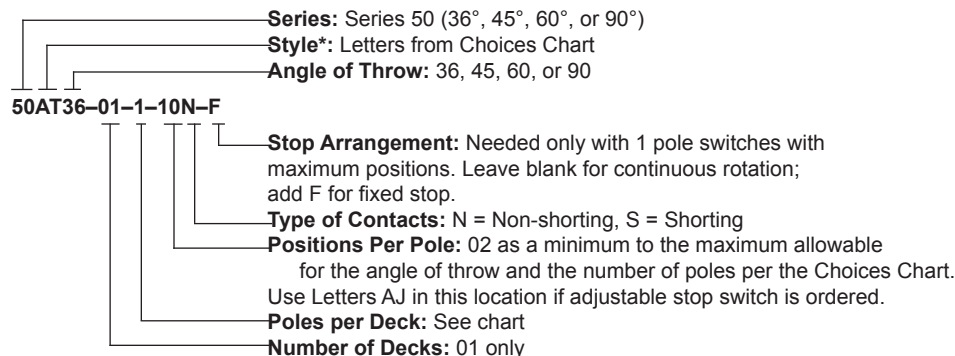 Series: Series 50 (36°, 45°, 60°, or 90°)
Style*: Letters from Choices Chart
Angle of Throw: 36, 45, 60, or 90
50AT36–01–1–10N–F
Stop Arrangement: Needed only with 1 pole switches with
maximum positions. Leave blank for continuous rotation;
add F for fixed stop.
Type of Contacts: N = Non-shorting, S = Shorting
Positions Per Pole: 02 as a minimum to the maximum allowable
for the angle of throw and the number of poles per the Choices Chart.
Use Letters AJ in this location if adjustable stop switch is ordered.
Poles per Deck: See chart
Number of Decks: 01 only